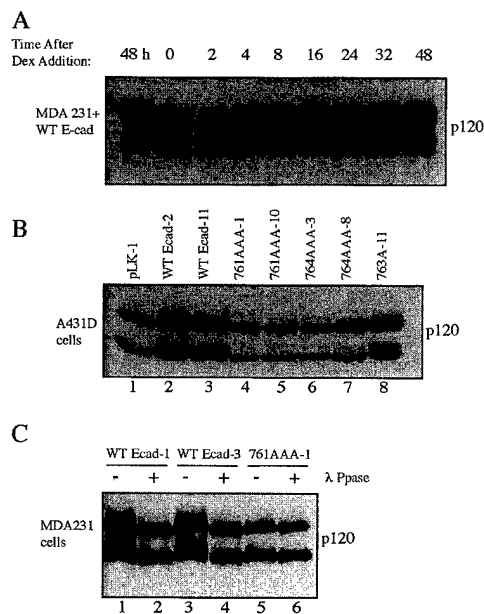 A
Time After
Dex Addition:
48 h 0 2 4 8 16 24 32 48
MDA 231+
WT E-cad
p120
B
pLK-1
WT Ecad-2
WT Ecad-11
761AAA-1
761AAA-10
764AAA-3
764AAA-8
763A-11
A431D
cells
p120
1 2 3 4 5 6 7 8
C
WT Ecad-1 WT Ecad-3 761AAA-1
- + - + - + λ Ppase
MDA231
cells
p120
1 2 3 4 5 6